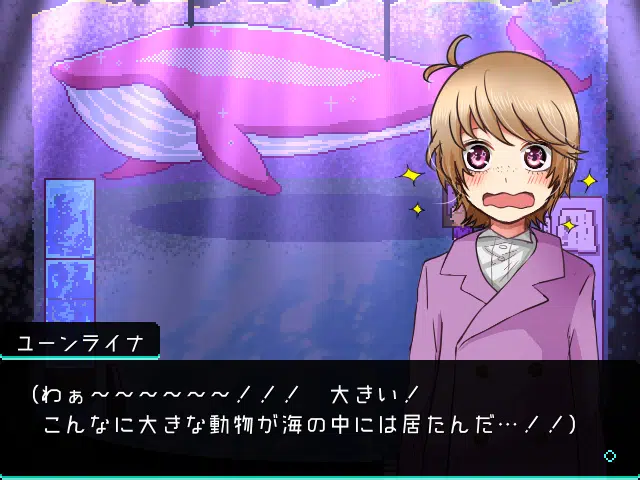 ユーンライナ
(わぁ～～～～～～！！！　大きい！
こんなに大きな動物が海の中には居たんだ…！！)